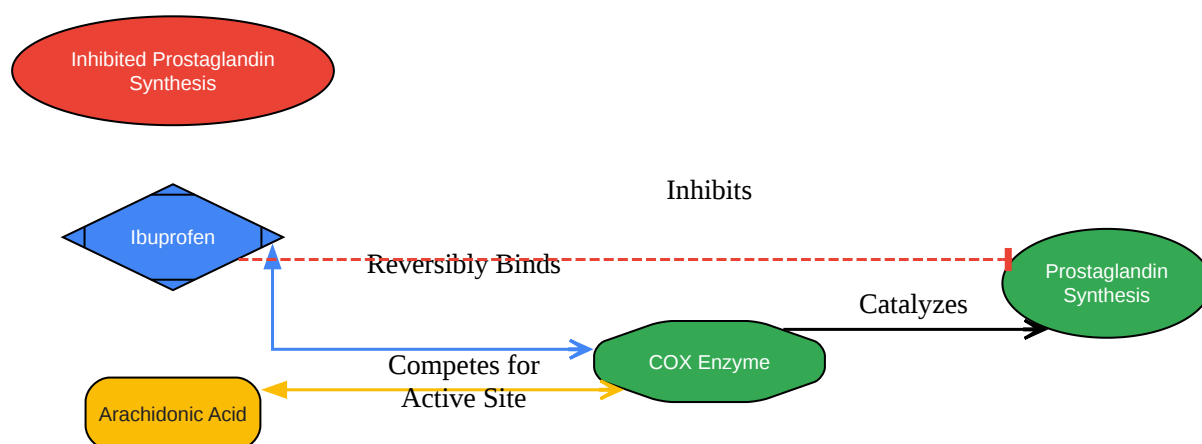 Inhibited Prostaglandin
Synthesis
Inhibits
Ibuprofen
Reversibly Binds
Prostaglandin
Synthesis
Catalyzes
COX Enzyme
Competes for
Active Site
Arachidonic Acid